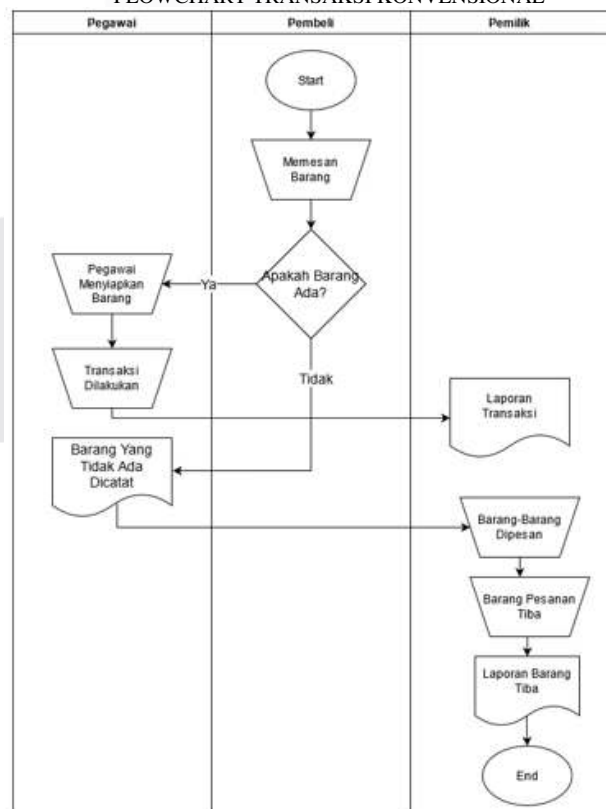 FLOWCHART TRANSAKSI KONVENSIONAL
Pegawai
Pembeli
Pemilik
Start
Memesan
Barang
Apakah Barang
Ada?
Ya
Pegawai
Menyiapkan
Barang
Transaksi
Dilakukan
Tidak
Laporan
Transaksi
Barang Yang
Tidak Ada
Dicatat
Barang-Barang
Dipesan
Barang Pesanan
Tiba
Laporan Barang
Tiba
End